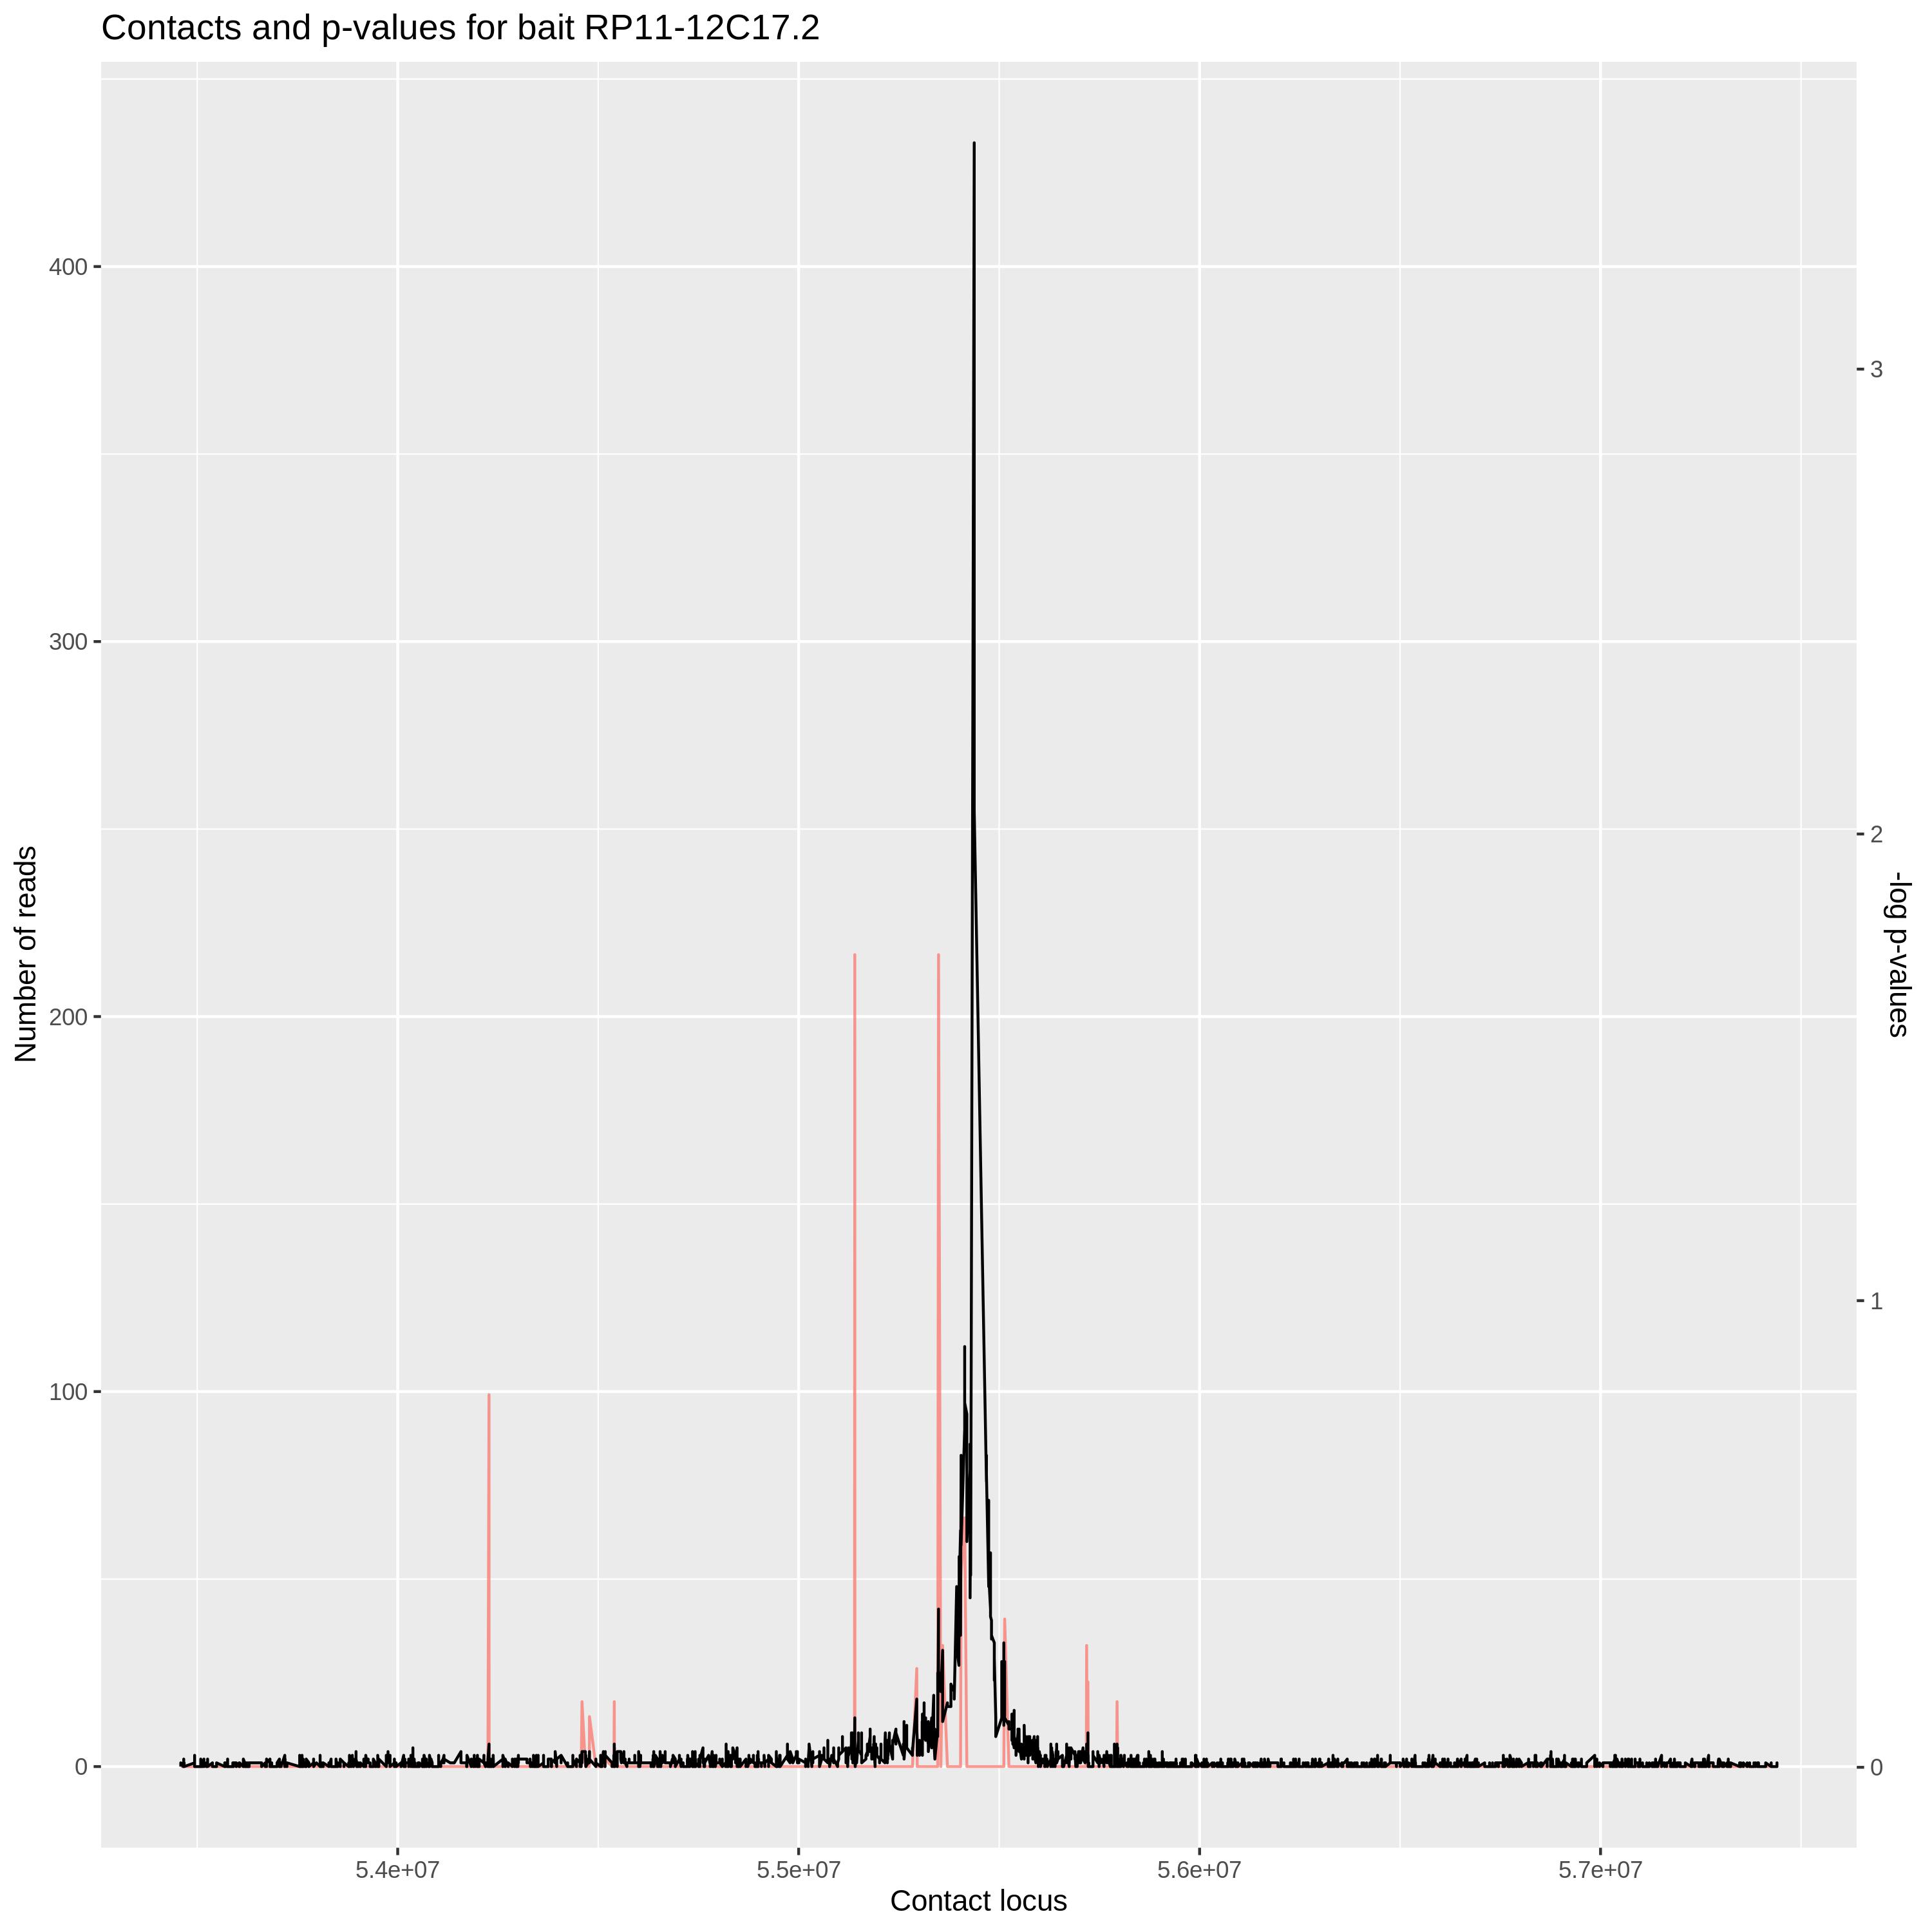 Contacts and p-values for bait RP11-12C17.2
400
300
200
100
0
Number of reads
3
2
1
0
-log p-values
5.4e+07
5.5e+07
5.6e+07
5.7e+07
Contact locus